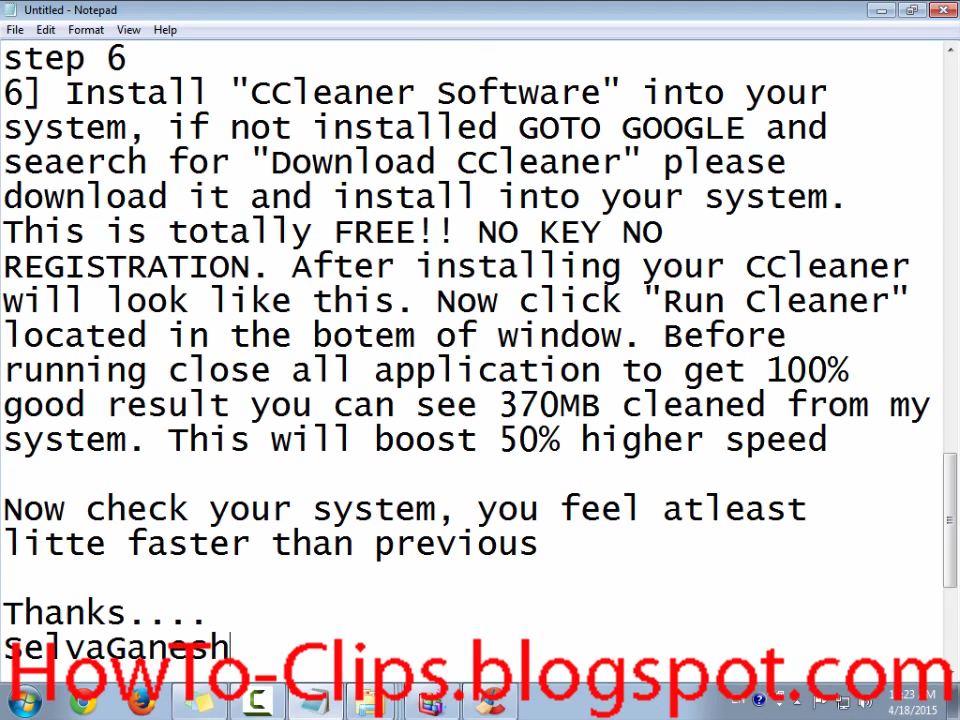 Untitled - Notepad
File Edit Format View Help
step 6
6] Install "CCleaner Software" into your
system, if not installed GOTO GOOGLE and
seaerch for "Download CCleaner" please
download it and install into your system.
This is totally FREE!! NO KEY NO
REGISTRATION. After installing your CCleaner
will look like this. Now click "Run Cleaner"
located in the botem of window. Before
running close all application to get 100%
good result you can see 370MB cleaned from my
system. This will boost 50% higher speed
Now check your system, you feel atleast
litte faster than previous
Thanks....
SelvaGanesh
HowTo-Clips.blogspot.com
4/18/2015